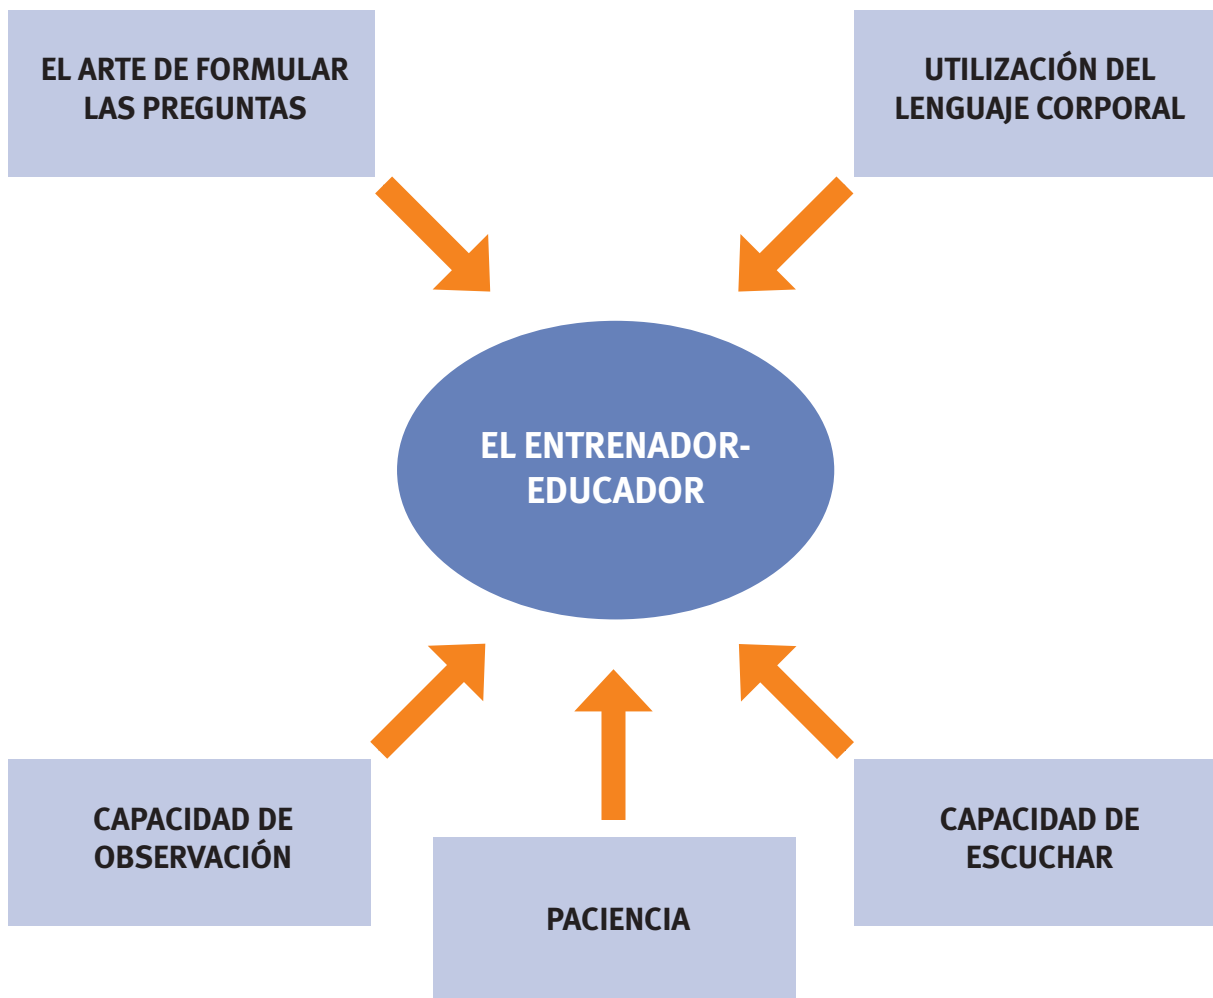 EL ARTE DE FORMULAR
LAS PREGUNTAS
UTILIZACIÓN DEL
LENGUAJE CORPORAL
EL ENTRENADOR-
EDUCADOR
CAPACIDAD DE
OBSERVACIÓN
PACIENCIA
CAPACIDAD DE
ESCUCHAR